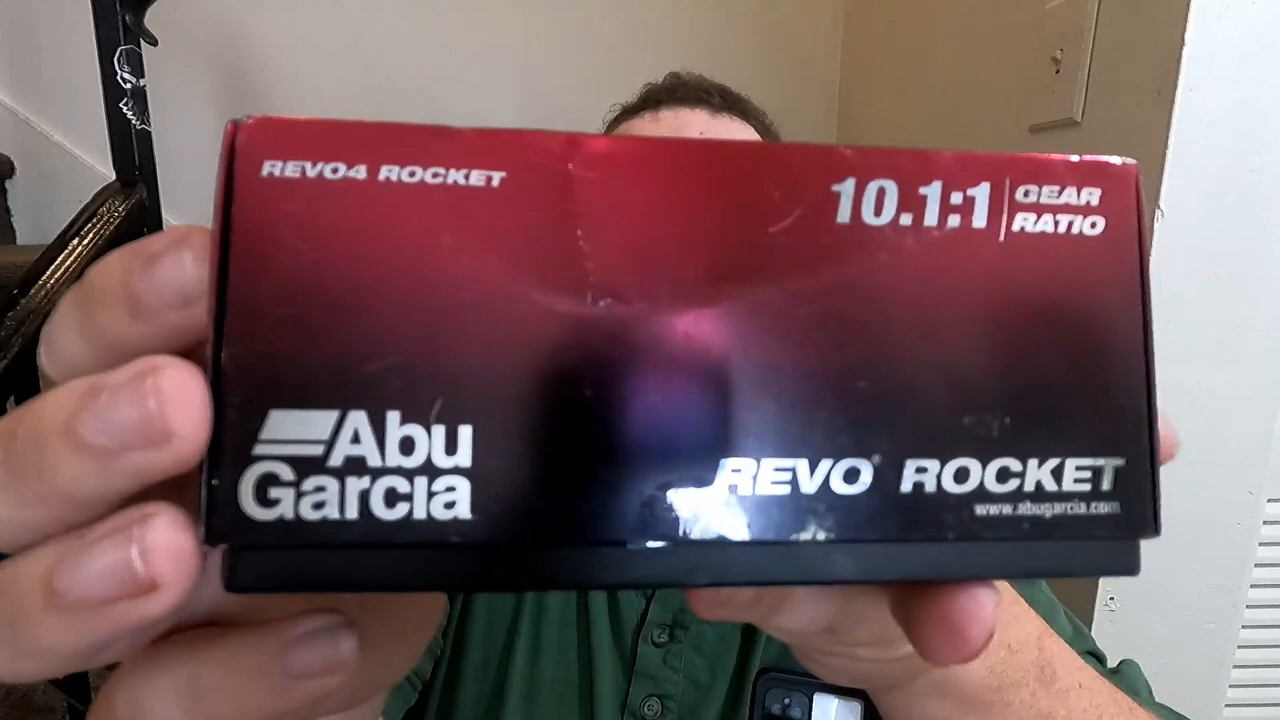 REVO4 ROCKET
10.1:1 GEAR
RATIO
Abu
Garcia
REVO® ROCKET
www.abugarcia.com